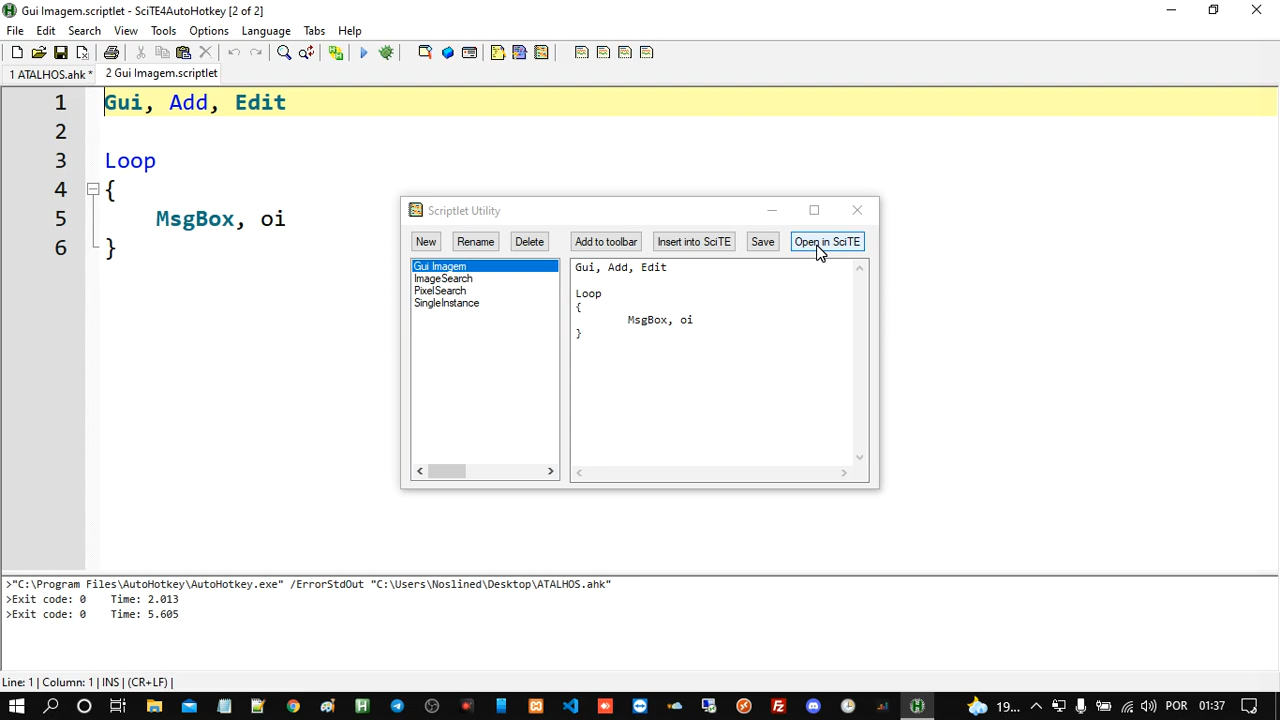 Gui Imagem.scriptlet - SciTE4AutoHotkey [2 of 2]
File Edit Search View Tools Options Language Tabs Help
1 ATALHOS.ahk * 2 Gui Imagem.scriptlet
1 Gui, Add, Edit
2
3 Loop
4 {
5 MsgBox, oi
6 }
Scriptlet Utility
New Rename Delete Add to toolbar Insert into SciTE Save Open in SciTE
Gui Imagem
ImageSearch
PixelSearch
SingleInstance
Gui, Add, Edit
Loop
{
MsgBox, oi
}
>"C:\Program Files\AutoHotkey\AutoHotkey.exe" /ErrorStdOut "C:\Users\Noslined\Desktop\ATALHOS.ahk"
>Exit code: 0 Time: 2.013
>Exit code: 0 Time: 5.605
Line: 1 | Column: 1 | INS | (CR+LF) |
19... POR 01:37